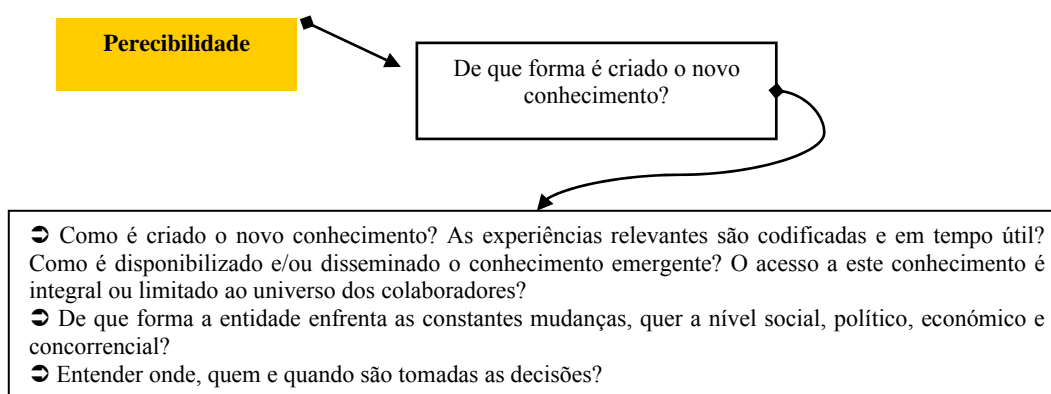 Perecibilidade
De que forma é criado o novo
conhecimento?
➲ Como é criado o novo conhecimento? As experiências relevantes são codificadas e em tempo útil?
Como é disponibilizado e/ou disseminado o conhecimento emergente? O acesso a este conhecimento é
integral ou limitado ao universo dos colaboradores?
➲ De que forma a entidade enfrenta as constantes mudanças, quer a nível social, político, económico e
concorrencial?
➲ Entender onde, quem e quando são tomadas as decisões?